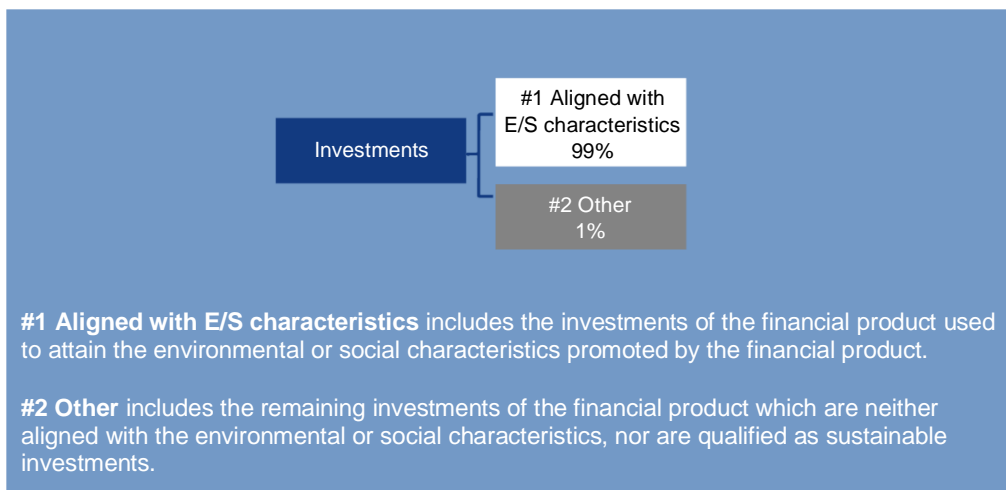 #1 Aligned with
E/S characteristics
99%
Investments
#2 Other
1%
#1 Aligned with E/S characteristics includes the investments of the financial product used
to attain the environmental or social characteristics promoted by the financial product.
#2 Other includes the remaining investments of the financial product which are neither
aligned with the environmental or social characteristics, nor are qualified as sustainable
investments.